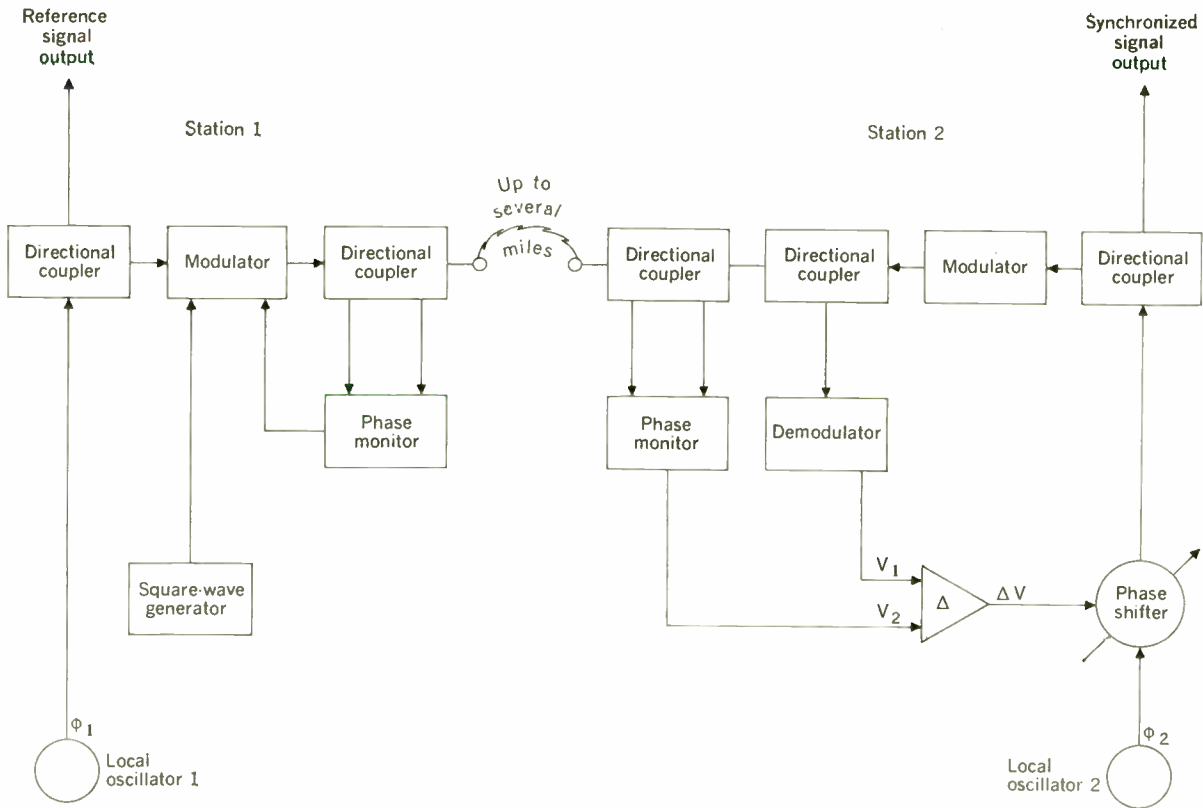 Reference
signal
output
Synchronized
signal
output
Station 1
Station 2
Up to
several
miles
Directional
coupler
Modulator
Directional
coupler
Directional
coupler
Directional
coupler
Modulator
Directional
coupler
Phase
monitor
Phase
monitor
Demodulator
Square-wave
generator
V1
V2
Δ
ΔV
Phase
shifter
Φ1
Local
oscillator 1
Φ2
Local
oscillator 2